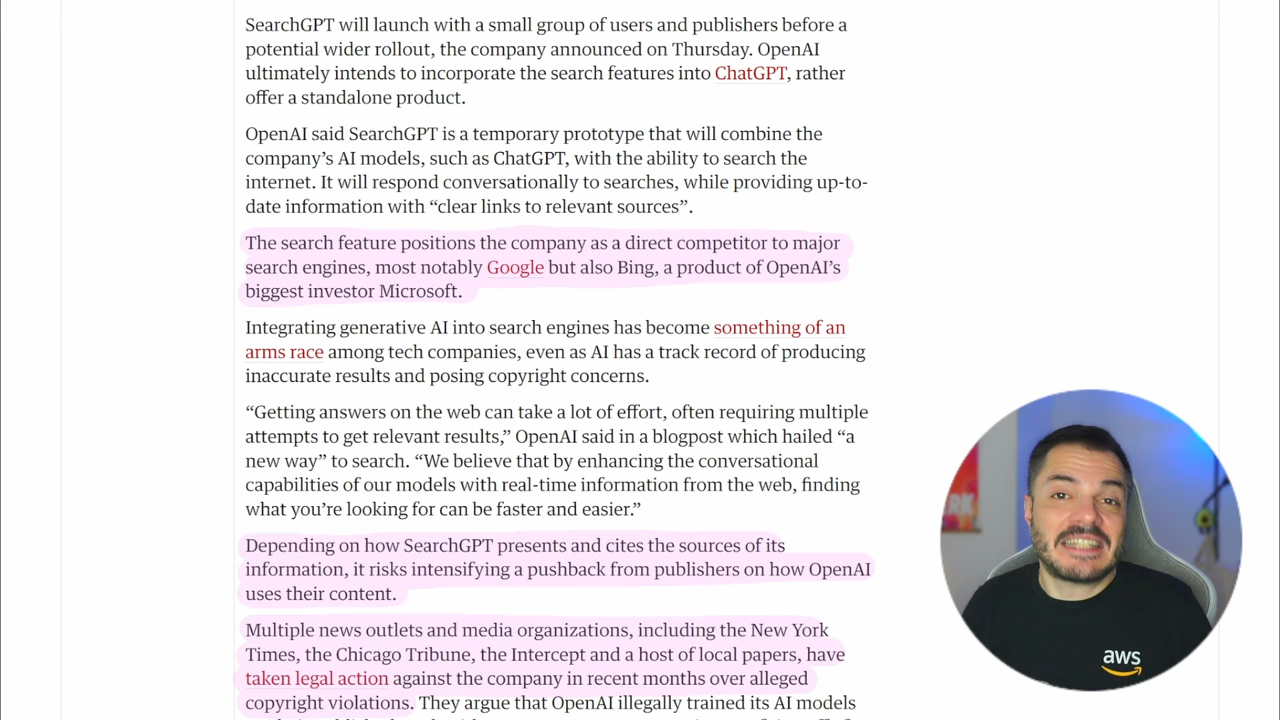 SearchGPT will launch with a small group of users and publishers before a
potential wider rollout, the company announced on Thursday. OpenAI
ultimately intends to incorporate the search features into ChatGPT, rather
offer a standalone product.
OpenAI said SearchGPT is a temporary prototype that will combine the
company’s AI models, such as ChatGPT, with the ability to search the
internet. It will respond conversationally to searches, while providing up-to-
date information with “clear links to relevant sources”.
The search feature positions the company as a direct competitor to major
search engines, most notably Google but also Bing, a product of OpenAI’s
biggest investor Microsoft.
Integrating generative AI into search engines has become something of an
arms race among tech companies, even as AI has a track record of producing
inaccurate results and posing copyright concerns.
“Getting answers on the web can take a lot of effort, often requiring multiple
attempts to get relevant results,” OpenAI said in a blogpost which hailed “a
new way” to search. “We believe that by enhancing the conversational
capabilities of our models with real-time information from the web, finding
what you’re looking for can be faster and easier.”
Depending on how SearchGPT presents and cites the sources of its
information, it risks intensifying a pushback from publishers on how OpenAI
uses their content.
Multiple news outlets and media organizations, including the New York
Times, the Chicago Tribune, the Intercept and a host of local papers, have
taken legal action against the company in recent months over alleged
copyright violations. They argue that OpenAI illegally trained its AI models
aws